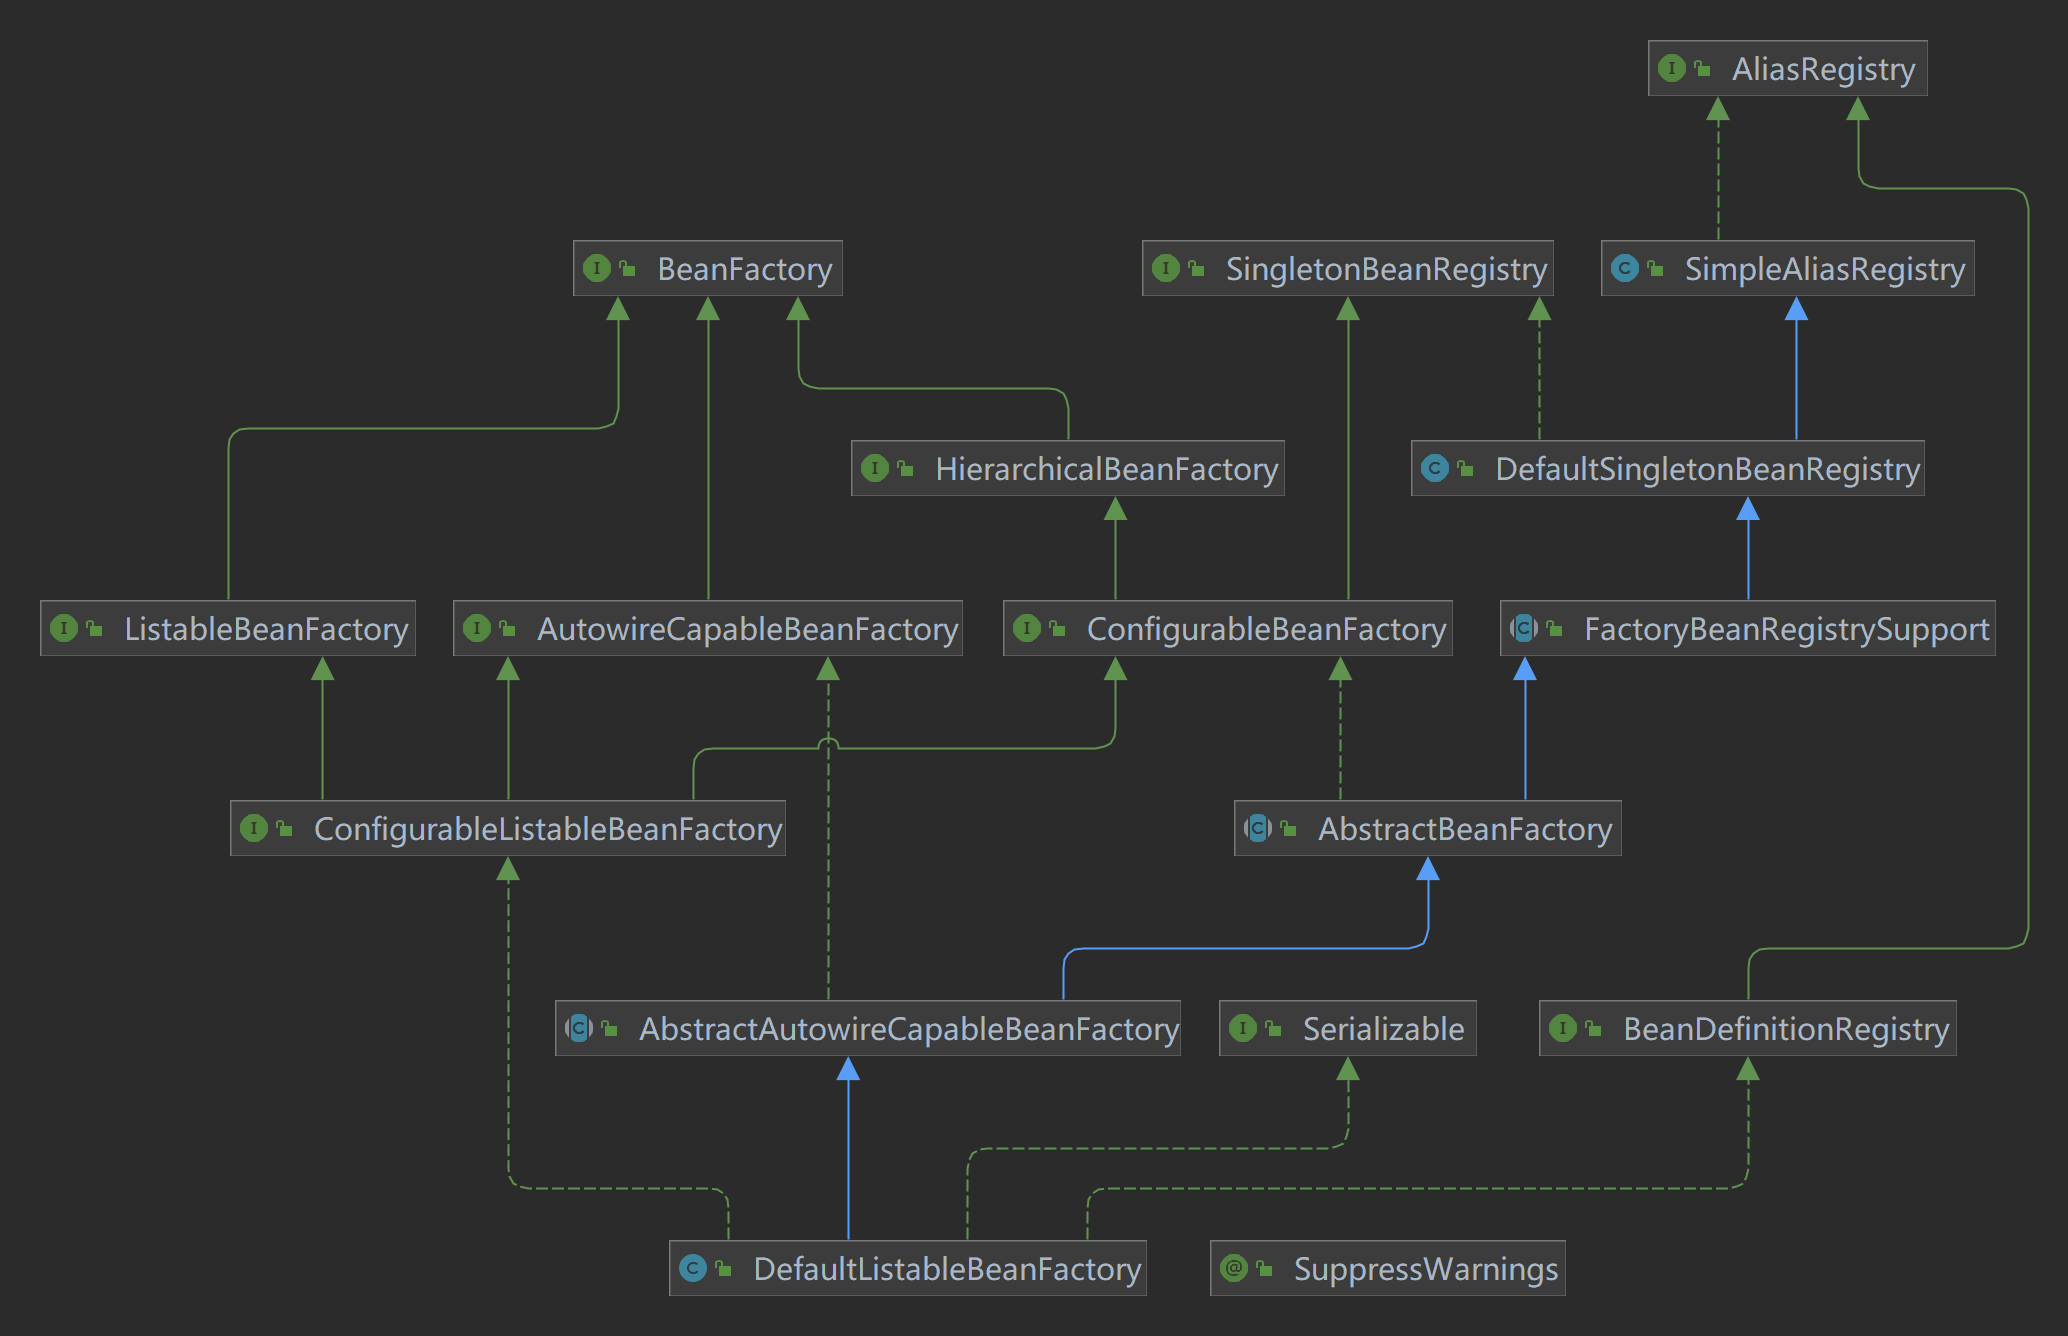 AliasRegistry
BeanFactory
SingletonBeanRegistry
SimpleAliasRegistry
HierarchicalBeanFactory
DefaultSingletonBeanRegistry
ListableBeanFactory
AutowireCapableBeanFactory
ConfigurableBeanFactory
FactoryBeanRegistrySupport
ConfigurableListableBeanFactory
AbstractBeanFactory
AbstractAutowireCapableBeanFactory
Serializable
BeanDefinitionRegistry
DefaultListableBeanFactory
SuppressWarnings